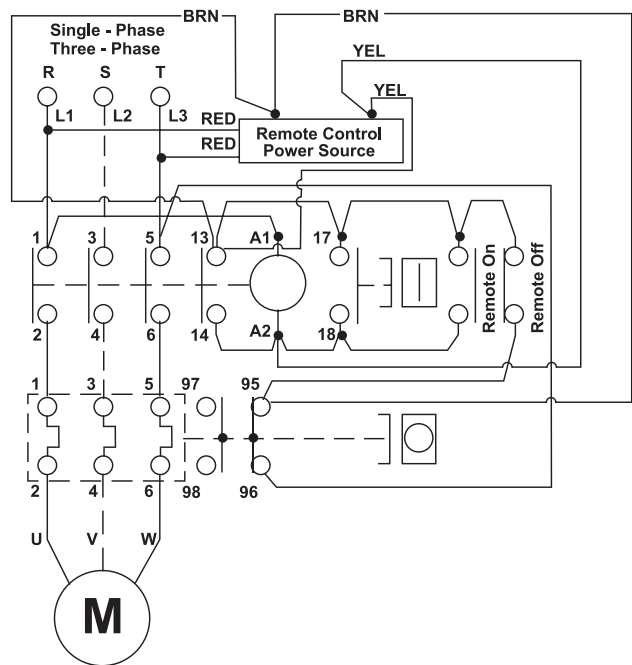 BRN
BRN
Single - Phase
Three - Phase
YEL
R S T
YEL
L1 L2 L3
RED
RED
Remote Control
Power Source
1 3 5 13 A1 17
Remote On
Remote Off
2 4 6 14 A2 18
1 3 5 97 95
2 4 6 98 96
U V W
M